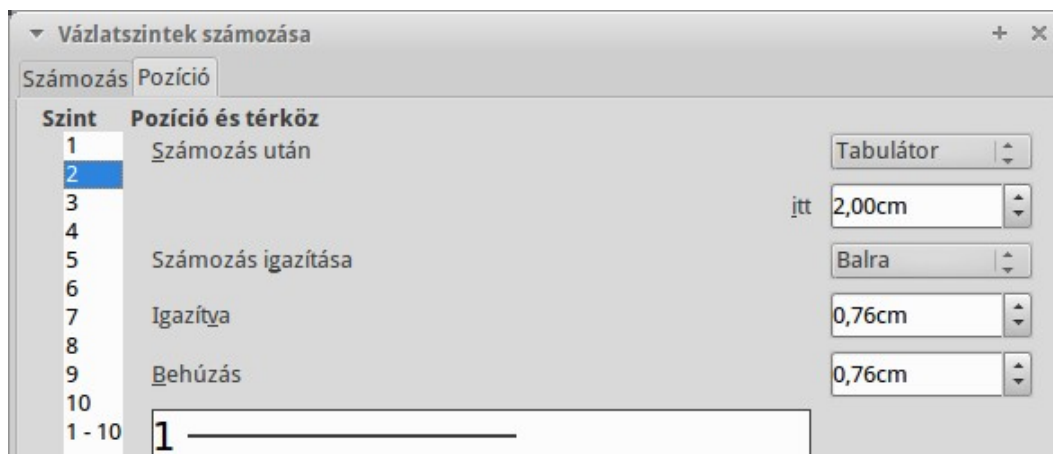 Vázlatszintek számozása
Számozás Pozíció
Szint Pozíció és térköz
1 Számozás után Tabulátor
2
3 itt 2,00cm
4
5 Számozás igazítása Balra
6
7 Igazítva 0,76cm
8
9 Behúzás 0,76cm
10
1 - 10 1